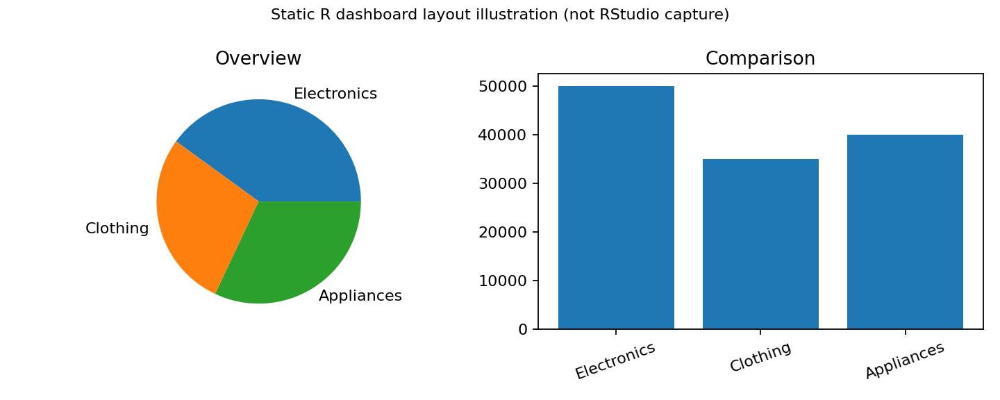 Static R dashboard layout illustration (not RStudio capture)
Overview
Electronics
Clothing
Appliances
Comparison
50000
40000
30000
20000
10000
0
Electronics
Clothing
Appliances